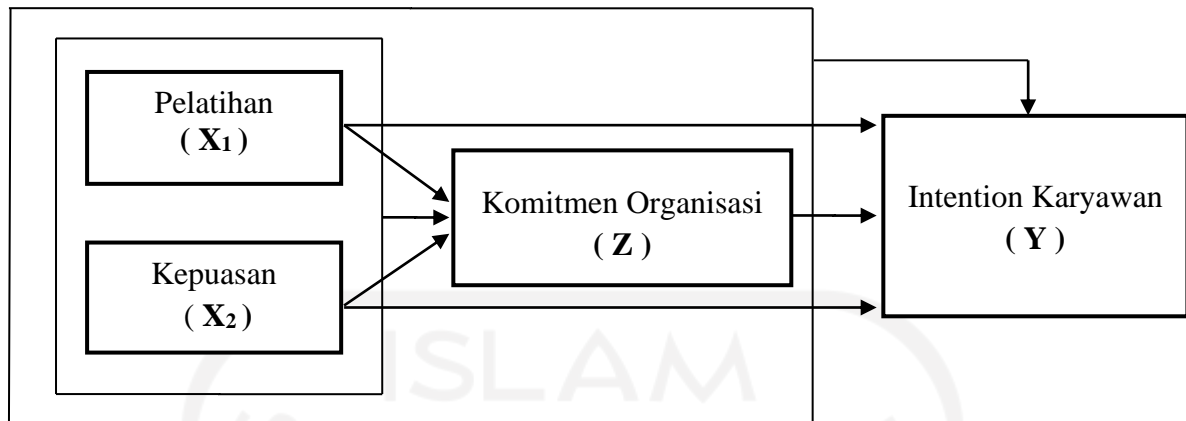 Pelatihan
( X1 )
Komitmen Organisasi
( Z )
Intention Karyawan
( Y )
Kepuasan
( X2 )
ISLAM